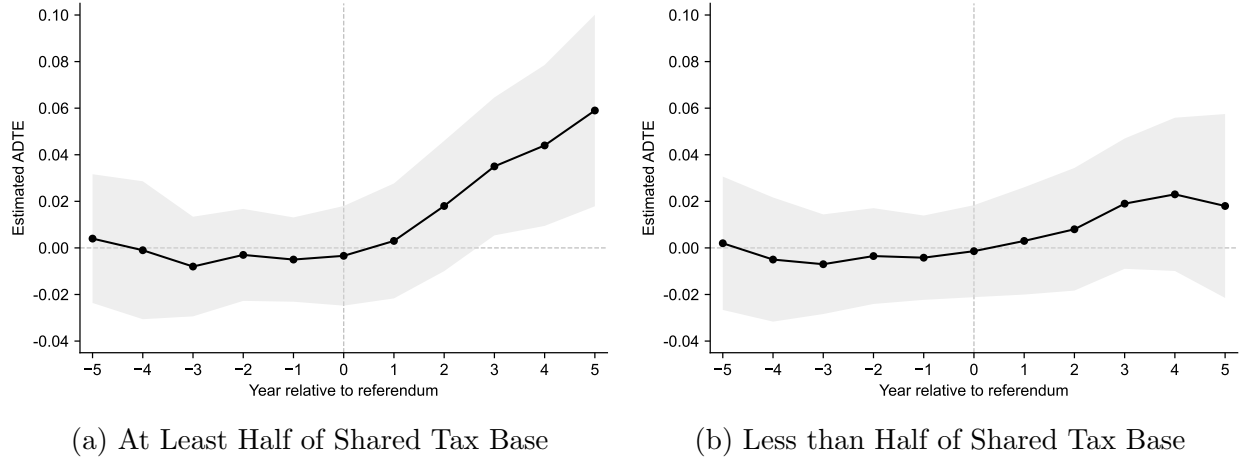 0.10
0.08
0.06
0.04
0.02
0.00
-0.02
-0.04
Estimated ADTE
−5 −4 −3 −2 −1 0 1 2 3 4 5
Year relative to referendum
(a) At Least Half of Shared Tax Base
0.10
0.08
0.06
0.04
0.02
0.00
-0.02
-0.04
Estimated ADTE
−5 −4 −3 −2 −1 0 1 2 3 4 5
Year relative to referendum
(b) Less than Half of Shared Tax Base